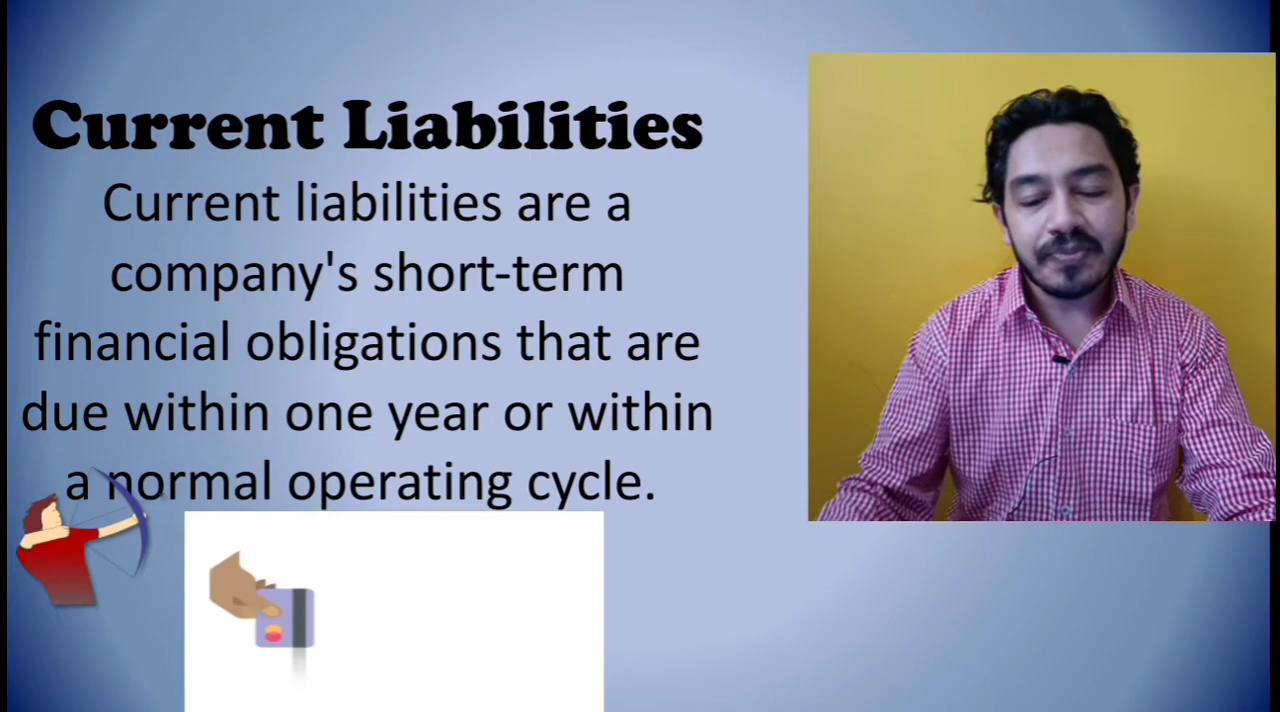 Current Liabilities
Current liabilities are a
company's short-term
financial obligations that are
due within one year or within
a normal operating cycle.